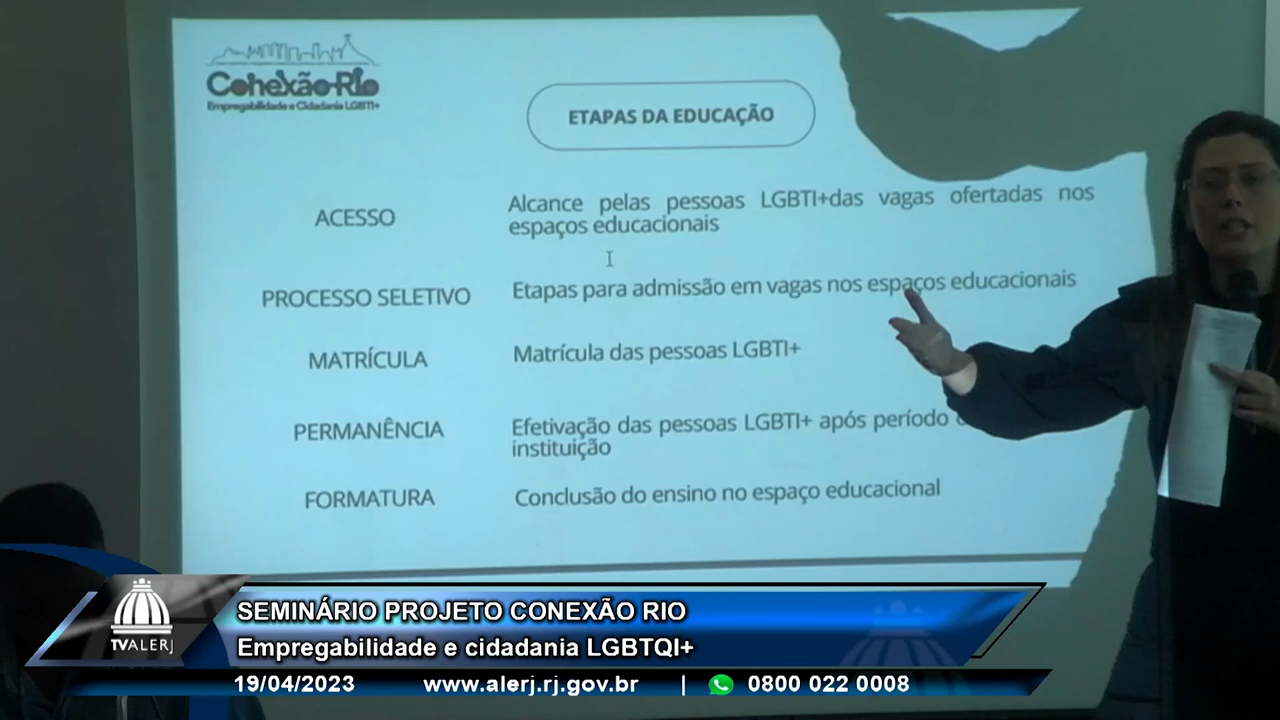 Conexão Rio
Empregabilidade e Cidadania LGBTI+
ETAPAS DA EDUCAÇÃO
ACESSO
Alcance pelas pessoas LGBTI+das vagas ofertadas nos
espaços educacionais
PROCESSO SELETIVO
Etapas para admissão em vagas nos espaços educacionais
MATRÍCULA
Matrícula das pessoas LGBTI+
PERMANÊNCIA
Efetivação das pessoas LGBTI+ após período
instituição
FORMATURA
Conclusão do ensino no espaço educacional
TV ALERJ
SEMINÁRIO PROJETO CONEXÃO RIO
Empregabilidade e cidadania LGBTQI+
19/04/2023 www.alerj.rj.gov.br | 0800 022 0008